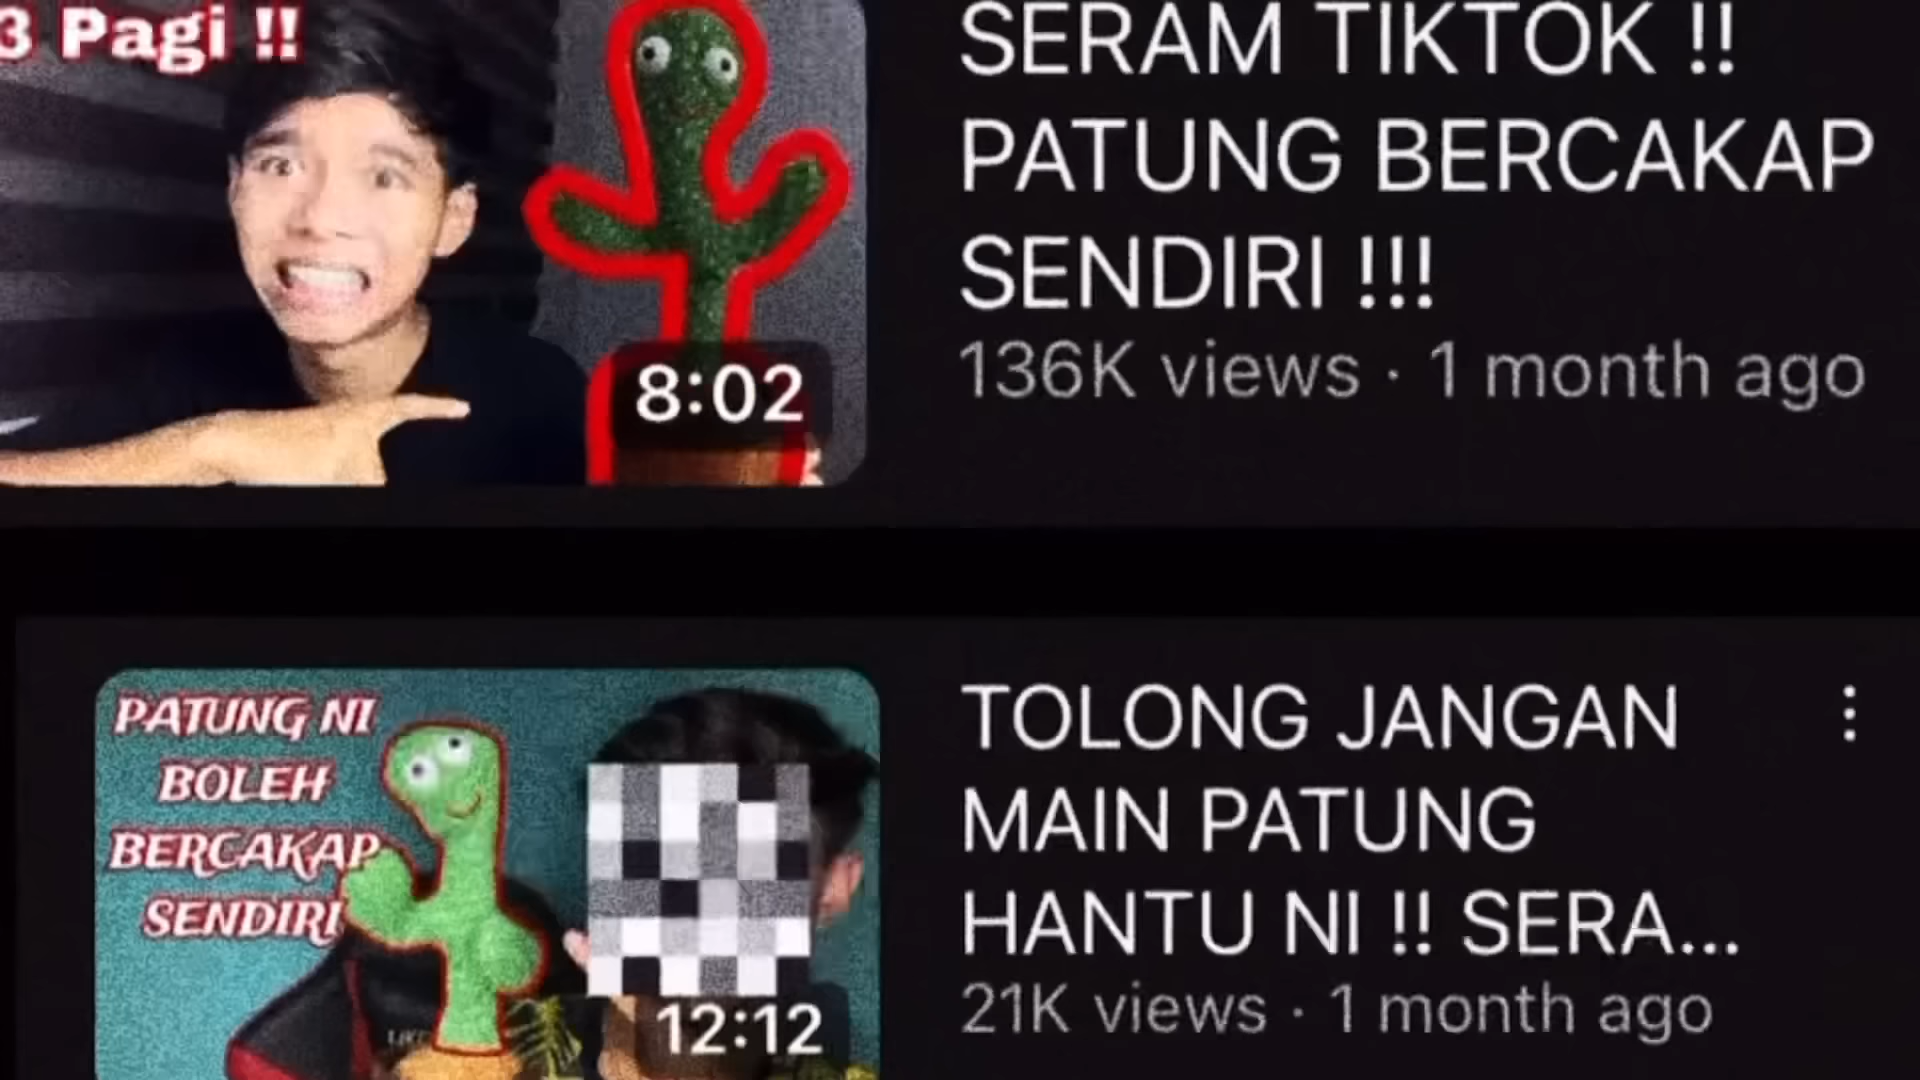 3 Pagi !!
SERAM TIKTOK !!
PATUNG BERCAKAP
SENDIRI !!!
136K views · 1 month ago
8:02
PATUNG NI
BOLEH
BERCAKAP
SENDIRI
12:12
TOLONG JANGAN
MAIN PATUNG
HANTU NI !! SERA...
21K views · 1 month ago